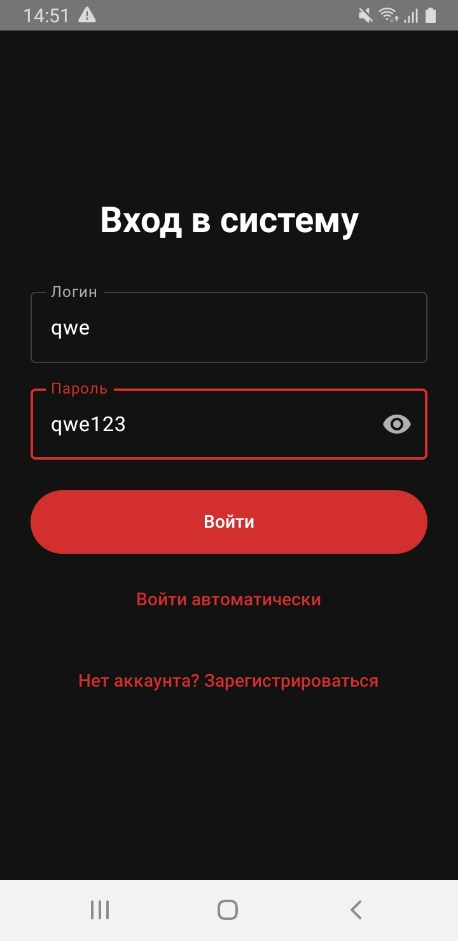 14:51
Вход в систему
Логин
qwe
Пароль
qwe123
Войти
Войти автоматически
Нет аккаунта? Зарегистрироваться